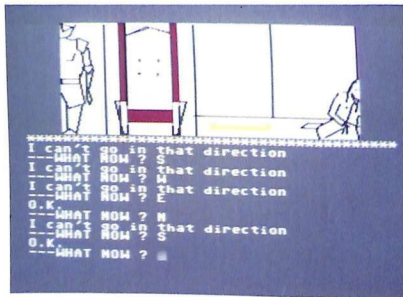 ****************************************
I can't go in that direction
---WHAT NOW ? S
I can't go in that direction
---WHAT NOW ? W
I can't go in that direction
---WHAT NOW ? E
O.K.
---WHAT NOW ? N
I can't go in that direction
---WHAT NOW ? S
O.K.
---WHAT NOW ?